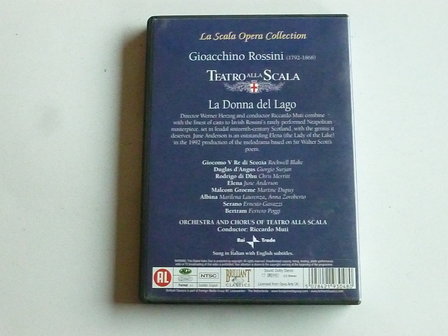 La Scala Opera Collection
Gioacchino Rossini (1792-1868)
TEATRO ALLA SCALA
La Donna del Lago
Director Werner Herzog and conductor Riccardo Muti combine
with the finest of casts to lavish Rossini's rarely performed Neapolitan
masterpiece, set in feudal sixteenth-century Scotland, with the genius it
deserves. June Anderson is an outstanding Elena (the Lady of the Lake)
in the 1992 production of the melodrama based on Sir Walter Scott's
poem.
Giacomo V Re di Scozia Rockwell Blake
Duglas d'Angus Giorgio Surjan
Rodrigo di Dhu Chris Merritt
Elena June Anderson
Malcom Groeme Martine Dupuy
Albina Marilena Laurenza, Anna Zoroberto
Serano Ernesto Gavazzi
Bertram Ferrero Poggi
ORCHESTRA AND CHORUS OF TEATRO ALLA SCALA
Conductor: Riccardo Muti
Rai Trade
Sung in Italian with English subtitles.
AL
NTSC
BRILLIANT
CLASSICS